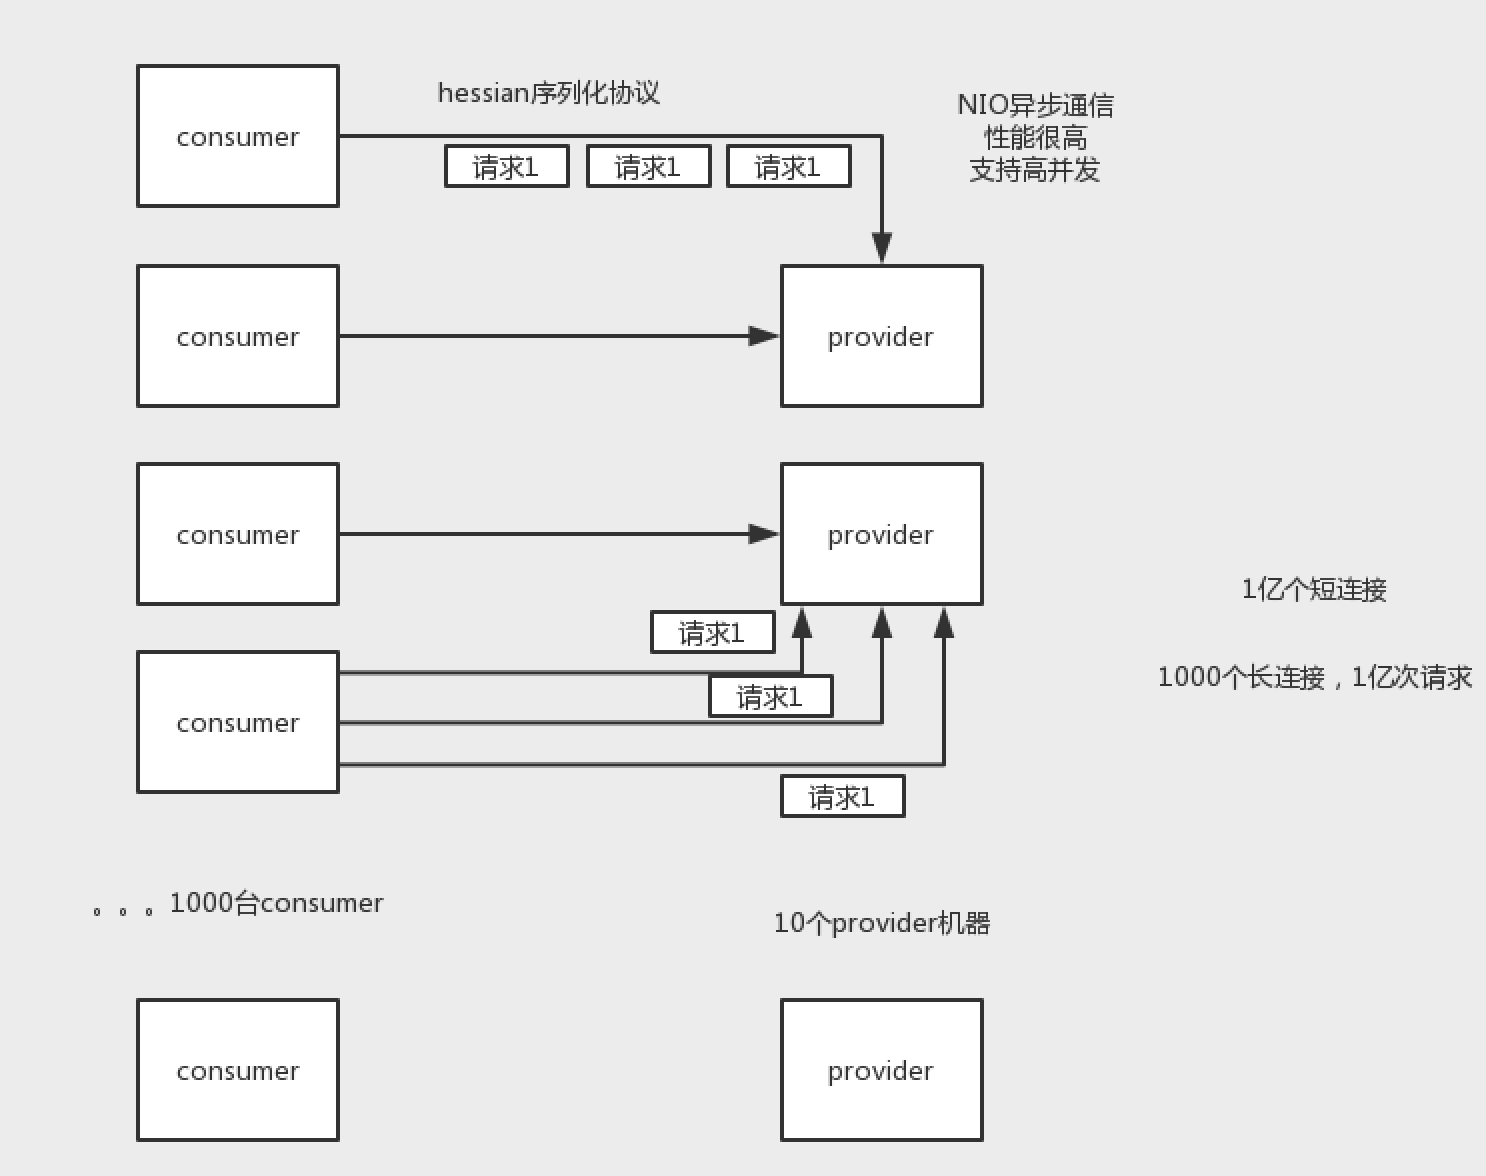 consumer
hessian序列化协议
NIO异步通信
性能很高
支持高并发
请求1
请求1
请求1
consumer
provider
consumer
provider
1亿个短连接
请求1
1000个长连接，1亿次请求
请求1
consumer
请求1
。。。1000台consumer
10个provider机器
consumer
provider